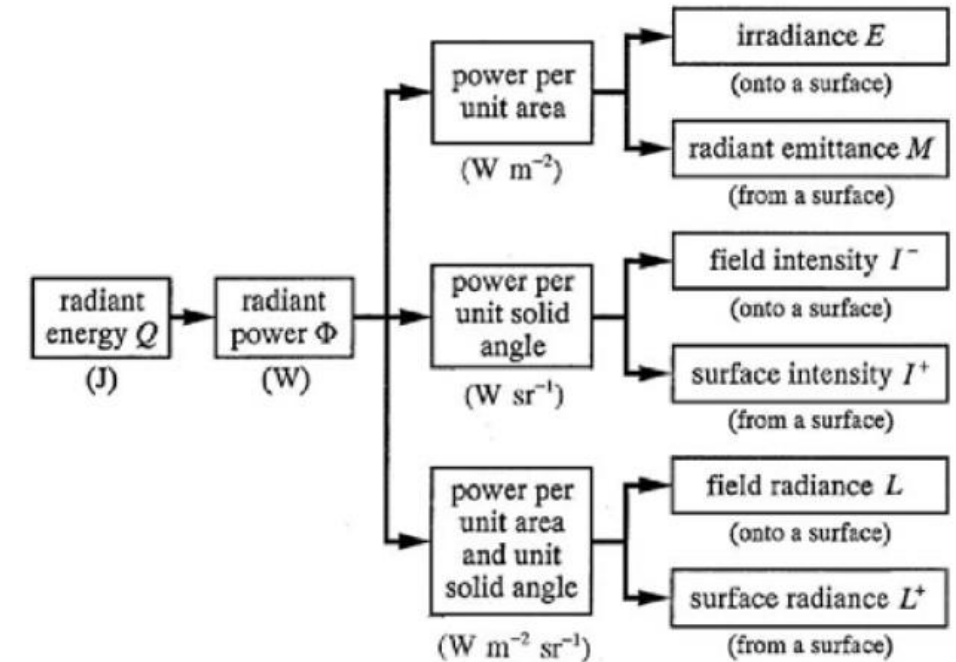 radiant
energy Q
(J)
radiant
power Φ
(W)
power per
unit area
(W m⁻²)
irradiance E
(onto a surface)
radiant emittance M
(from a surface)
power per
unit solid
angle
(W sr⁻¹)
field intensity I⁻
(onto a surface)
surface intensity I⁺
(from a surface)
power per
unit area
and unit
solid angle
(W m⁻² sr⁻¹)
field radiance L
(onto a surface)
surface radiance L⁺
(from a surface)